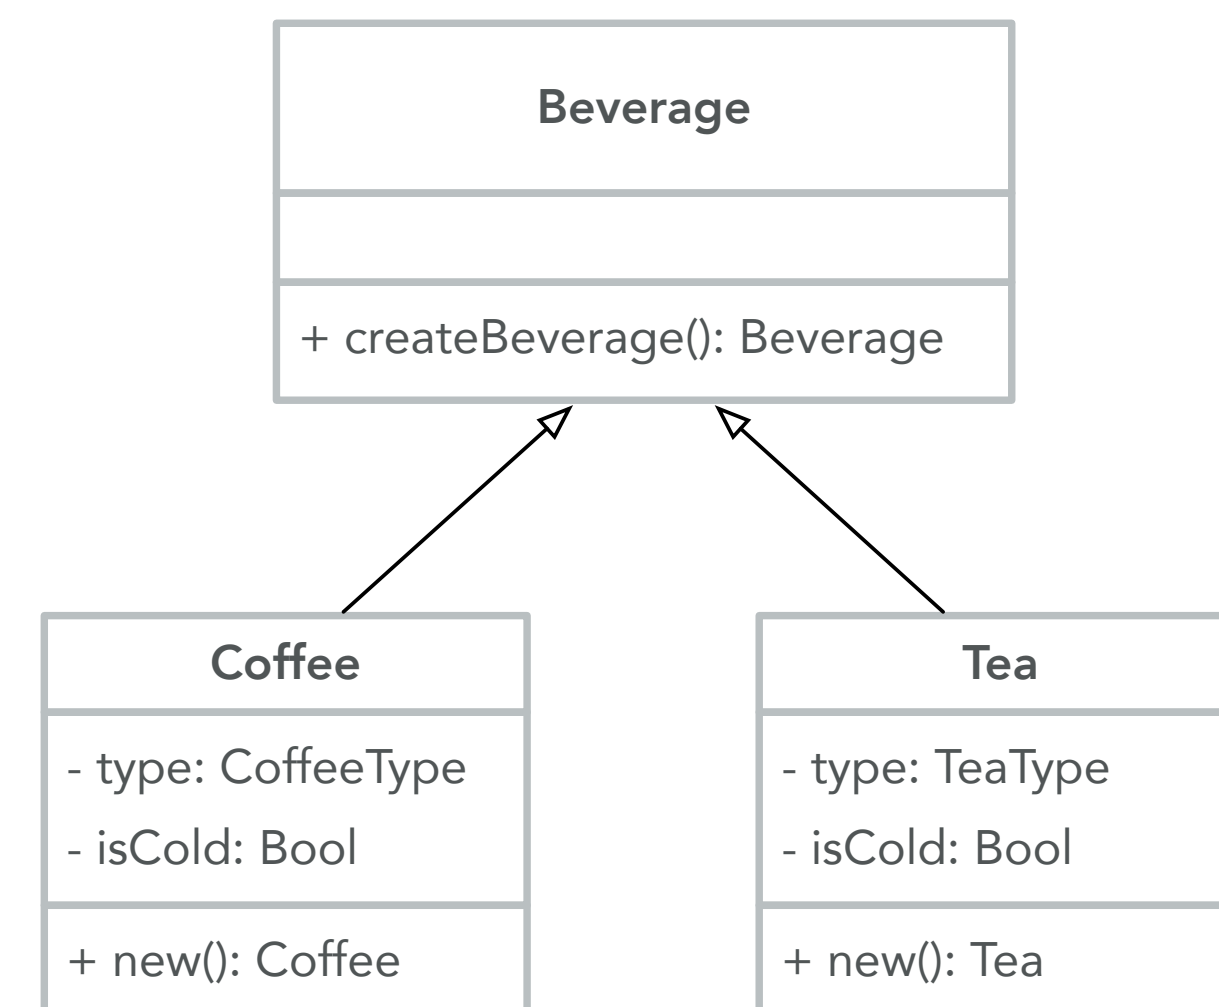 Beverage
+ createBeverage(): Beverage
Coffee
- type: CoffeeType
- isCold: Bool
+ new(): Coffee
Tea
- type: TeaType
- isCold: Bool
+ new(): Tea